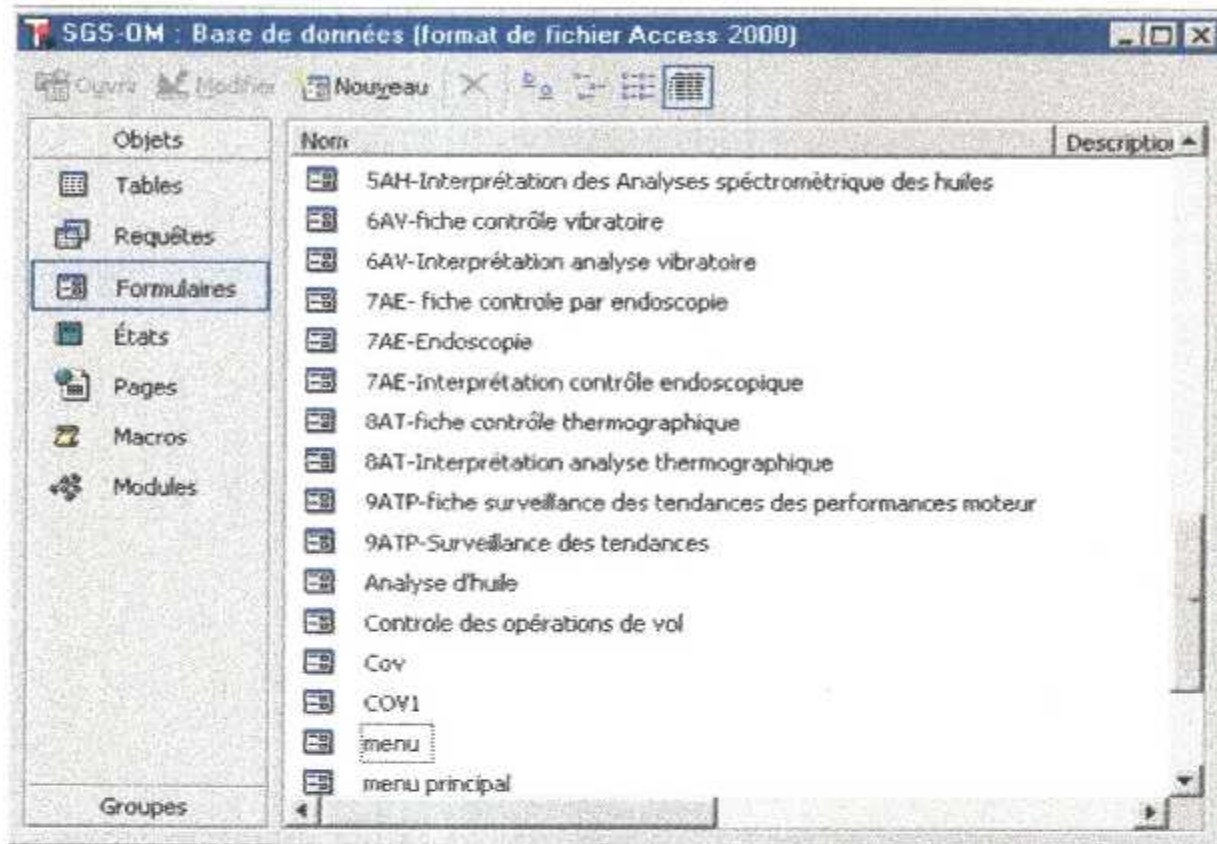 SGS-OM : Base de données (format de fichier Access 2000)
Ouvrir Modifier Nouveau
Objets
Tables
Requêtes
Formulaires
États
Pages
Macros
Modules
Groupes
Nom Description
5AH-Interprétation des Analyses spéctromètrique des huiles
6AV-fiche contrôle vibratoire
6AV-Interprétation analyse vibratoire
7AE- fiche controle par endoscopie
7AE-Endoscopie
7AE-Interprétation contrôle endoscopique
8AT-fiche contrôle thermographique
8AT-Interprétation analyse thermographique
9ATP-fiche surveillance des tendances des performances moteur
9ATP-Surveillance des tendances
Analyse d'huile
Controle des opérations de vol
Cov
COV1
menu
menu principal